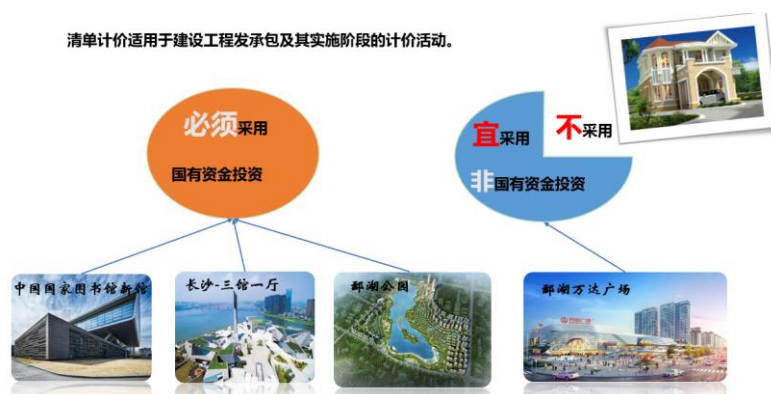 清单计价适用于建设工程发承包及其实施阶段的计价活动。
必须采用
国有资金投资
宜采用
不采用
非国有资金投资
中国国家图书馆新馆
长沙-三馆一厅
郡湖公园
郡湖万达广场